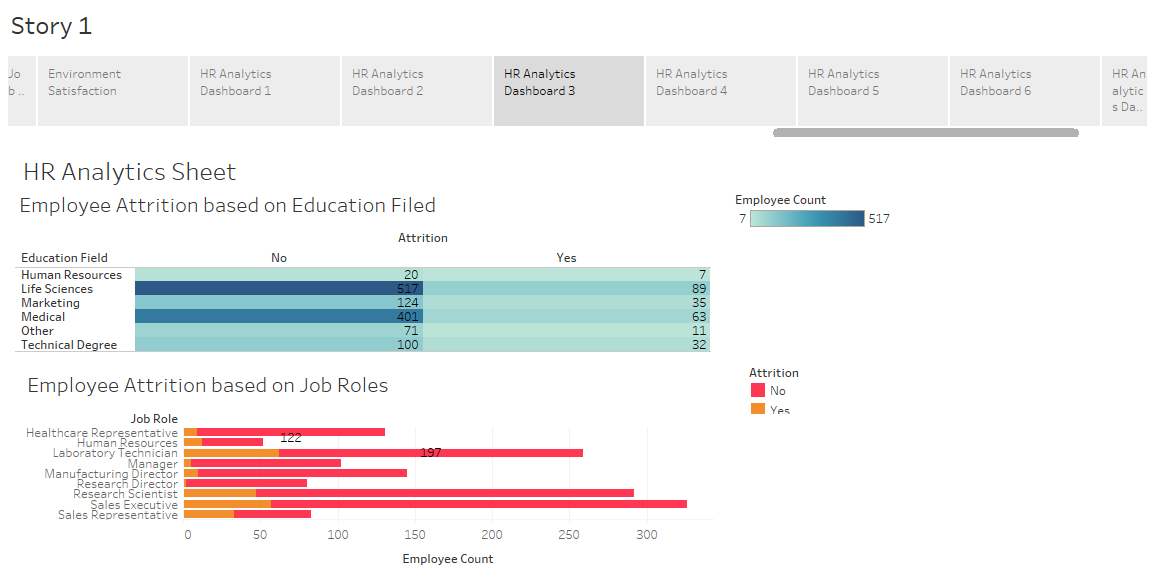 Story 1
Jo
b ..
Environment
Satisfaction
HR Analytics
Dashboard 1
HR Analytics
Dashboard 2
HR Analytics
Dashboard 3
HR Analytics
Dashboard 4
HR Analytics
Dashboard 5
HR Analytics
Dashboard 6
HR An
alytic
s Da..
HR Analytics Sheet
Employee Attrition based on Education Filed
Attrition
Education Field No Yes
Human Resources 20 7
Life Sciences 517 89
Marketing 124 35
Medical 401 63
Other 71 11
Technical Degree 100 32
Employee Count
7 517
Employee Attrition based on Job Roles
Attrition
No
Yes
Job Role
Healthcare Representative
122
Human Resources
Laboratory Technician 197
Manager
Manufacturing Director
Research Director
Research Scientist
Sales Executive
Sales Representative
0 50 100 150 200 250 300
Employee Count